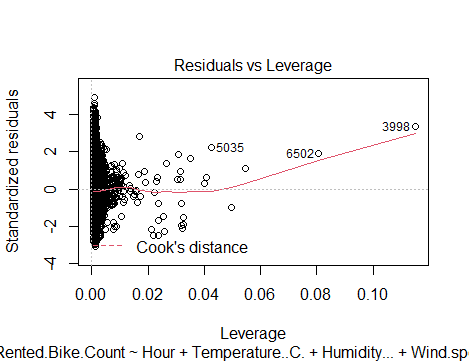 Residuals vs Leverage
Standardized residuals
4
2
0
-2
-4
3998
6502
5035
Cook's distance
0.00 0.02 0.04 0.06 0.08 0.10
Leverage
Rented.Bike.Count ~ Hour + Temperature..C. + Humidity... + Wind.sp